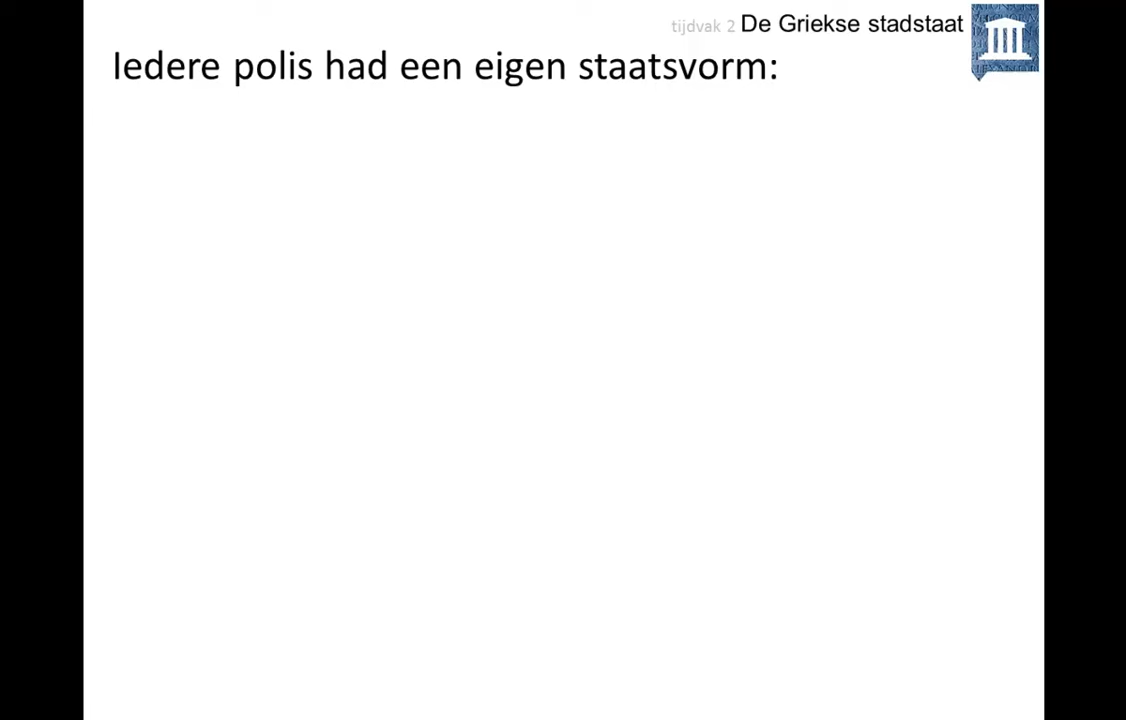 tijdvak 2 De Griekse stadstaat
Iedere polis had een eigen staatsvorm: